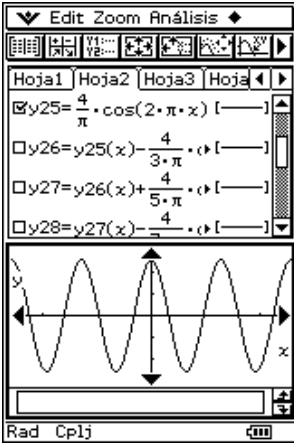 Edit Zoom Análisis
Hoja1 Hoja2 Hoja3 Hoja
y25=4/π·cos(2·π·x) [—]
y26=y25(x)-4/3·π·c [—]
y27=y26(x)+4/5·π·c [—]
y28=y27(x)-4 [—]
y
x
Rad Cplj